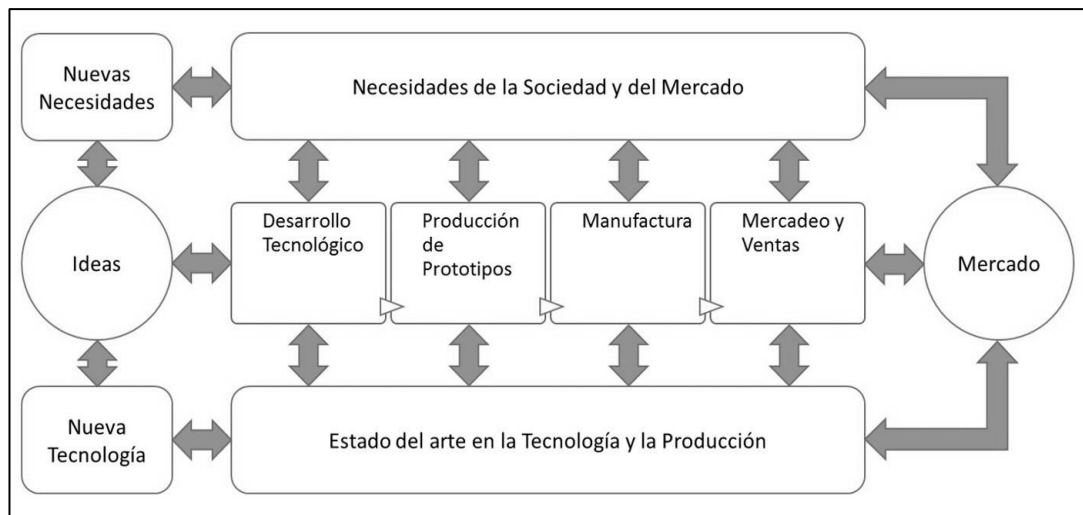 Nuevas
Necesidades
Necesidades de la Sociedad y del Mercado
Ideas
Desarrollo
Tecnológico
Producción
de
Prototipos
Manufactura
Mercadeo y
Ventas
Mercado
Nueva
Tecnología
Estado del arte en la Tecnología y la Producción